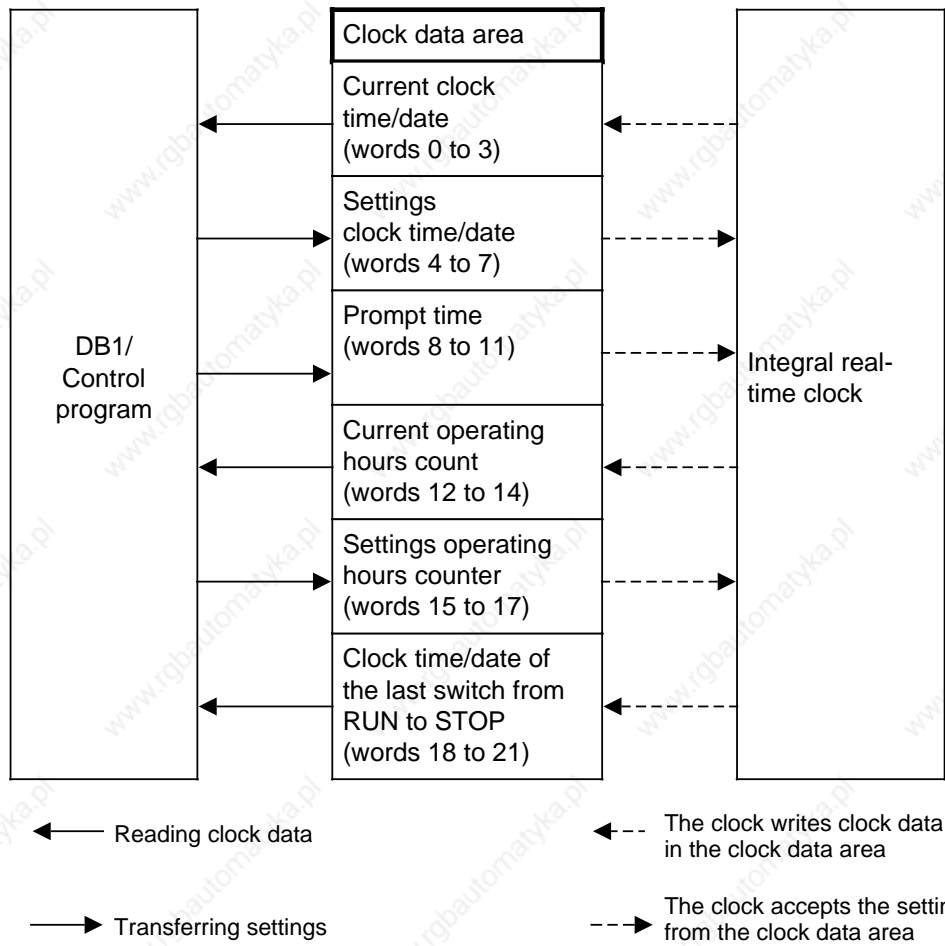 Clock data area
Current clock
time/date
(words 0 to 3)
Settings
clock time/date
(words 4 to 7)
Prompt time
(words 8 to 11)
DB1/
Control
program
Integral real-
time clock
Current operating
hours count
(words 12 to 14)
Settings operating
hours counter
(words 15 to 17)
Clock time/date of
the last switch from
RUN to STOP
(words 18 to 21)
Reading clock data
The clock writes clock data
in the clock data area
Transferring settings
The clock accepts the
from the clock data area
www.rgbautomatyka.pl